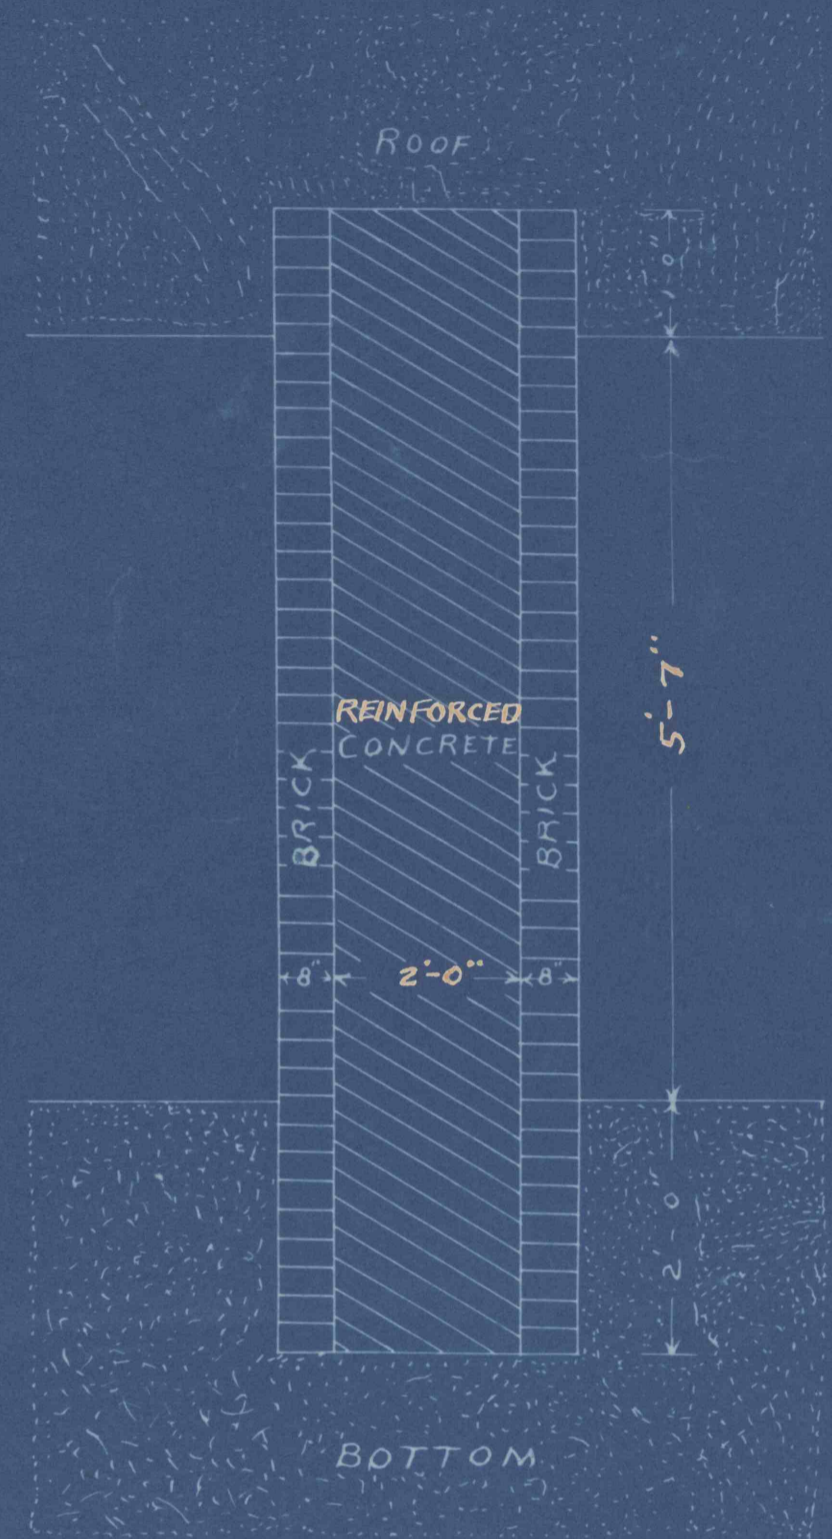 ROOF
1'-0"
5'-7"
REINFORCED
CONCRETE
BRICK
BRICK
8"
2'-0"
8"
2'-0"
BOTTOM